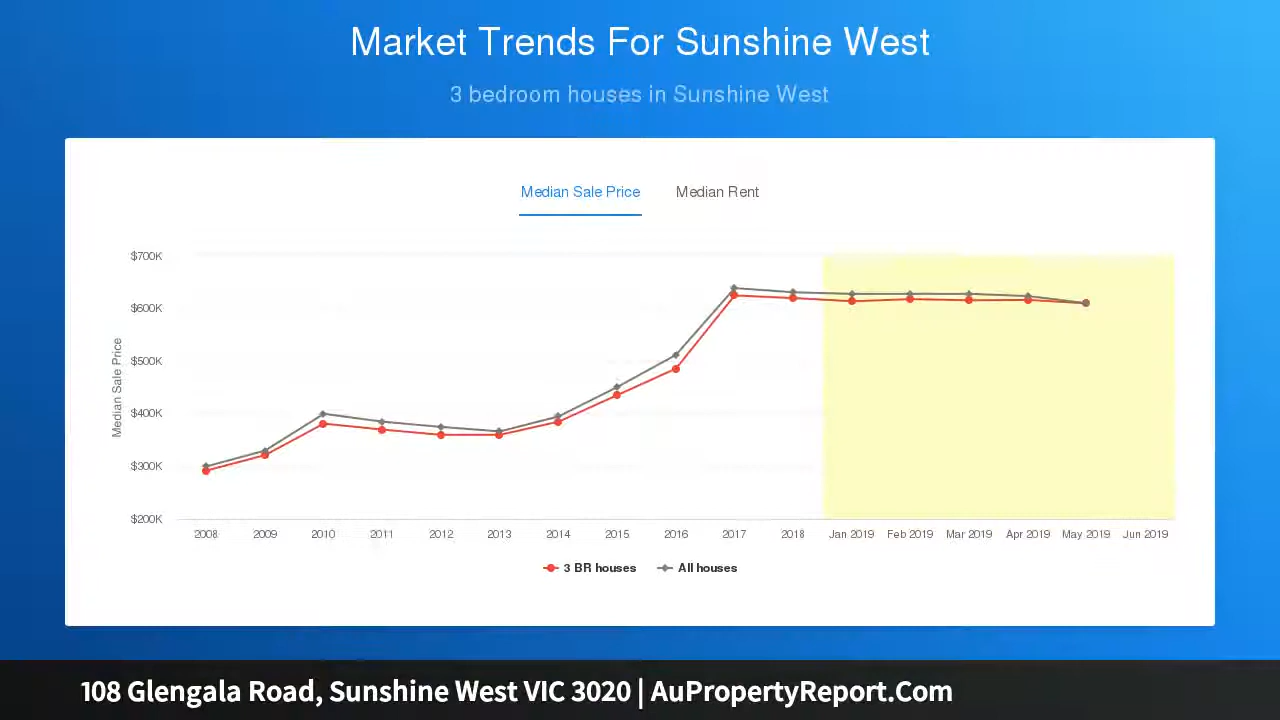 Market Trends For Sunshine West
3 bedroom houses in Sunshine West
Median Sale Price Median Rent
$700K
$600K
$500K
$400K
$300K
$200K
Median Sale Price
2008 2009 2010 2011 2012 2013 2014 2015 2016 2017 2018 Jan 2019 Feb 2019 Mar 2019 Apr 2019 May 2019 Jun 2019
3 BR houses All houses
108 Glengala Road, Sunshine West VIC 3020 | AuPropertyReport.Com